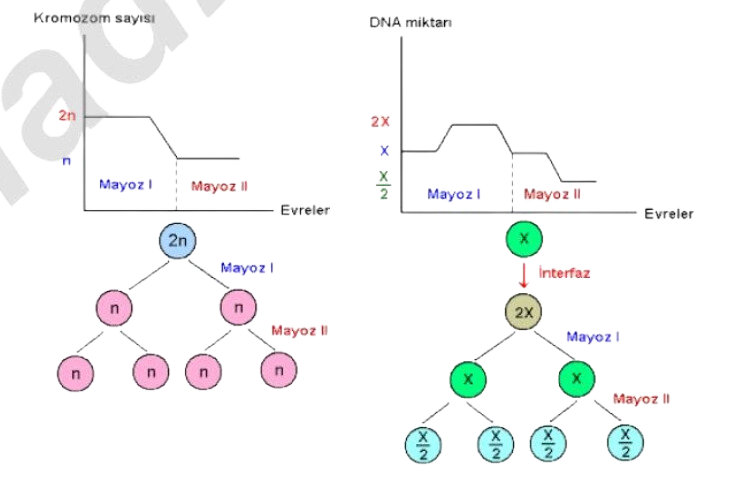 Kromozom sayısı
2n
n
Mayoz I
Mayoz II
Evreler
2n
Mayoz I
n
n
Mayoz II
n
n
n
n
DNA miktarı
2X
X
X
2
Mayoz I
Mayoz II
Evreler
X
İnterfaz
2X
Mayoz I
X
X
Mayoz II
X
2
X
2
X
2
X
2